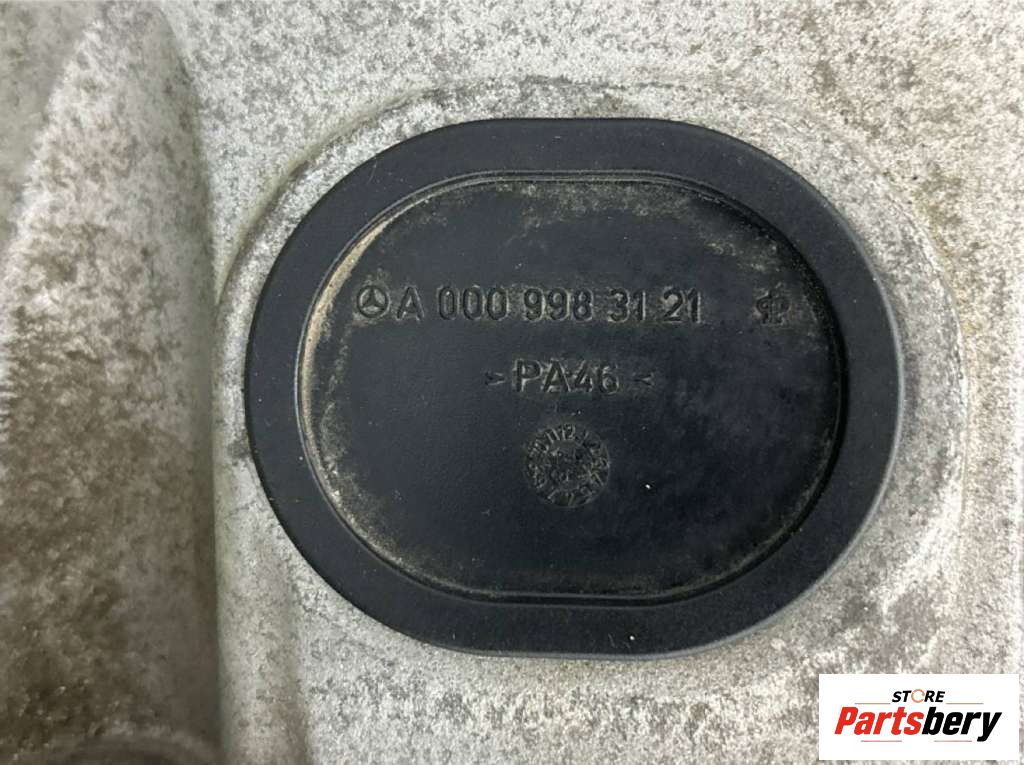 A 000 998 31 21
>PA46<
STORE
Partsbery